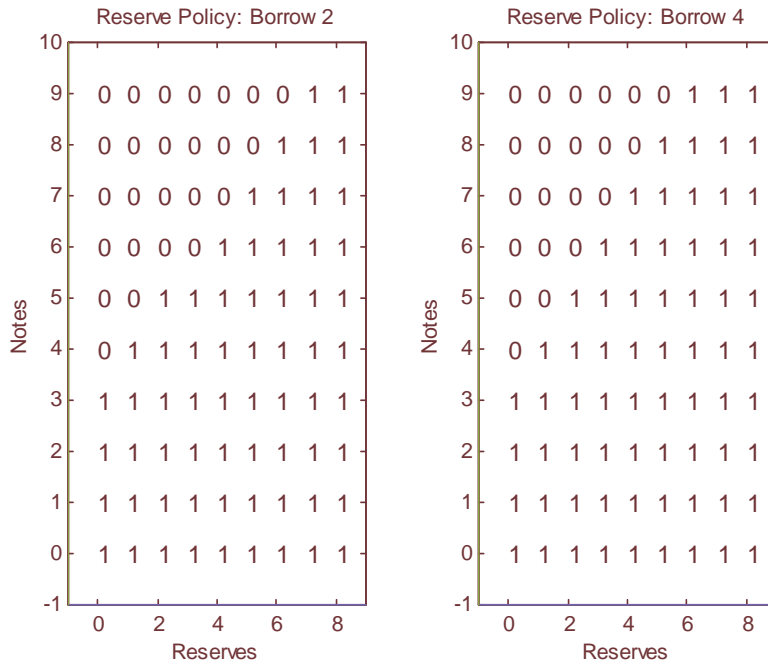 Reserve Policy: Borrow 2
10
9 0 0 0 0 0 0 0 1 1
8 0 0 0 0 0 0 1 1 1
7 0 0 0 0 0 1 1 1 1
6 0 0 0 0 1 1 1 1 1
5 0 0 1 1 1 1 1 1 1
4 0 1 1 1 1 1 1 1 1
3 1 1 1 1 1 1 1 1 1
2 1 1 1 1 1 1 1 1 1
1 1 1 1 1 1 1 1 1 1
0 1 1 1 1 1 1 1 1 1
-1
Notes
0 2 4 6 8
Reserves
Reserve Policy: Borrow 4
10
9 0 0 0 0 0 0 1 1 1
8 0 0 0 0 0 1 1 1 1
7 0 0 0 0 1 1 1 1 1
6 0 0 0 1 1 1 1 1 1
5 0 0 1 1 1 1 1 1 1
4 0 1 1 1 1 1 1 1 1
3 1 1 1 1 1 1 1 1 1
2 1 1 1 1 1 1 1 1 1
1 1 1 1 1 1 1 1 1 1
0 1 1 1 1 1 1 1 1 1
-1
Notes
0 2 4 6 8
Reserves